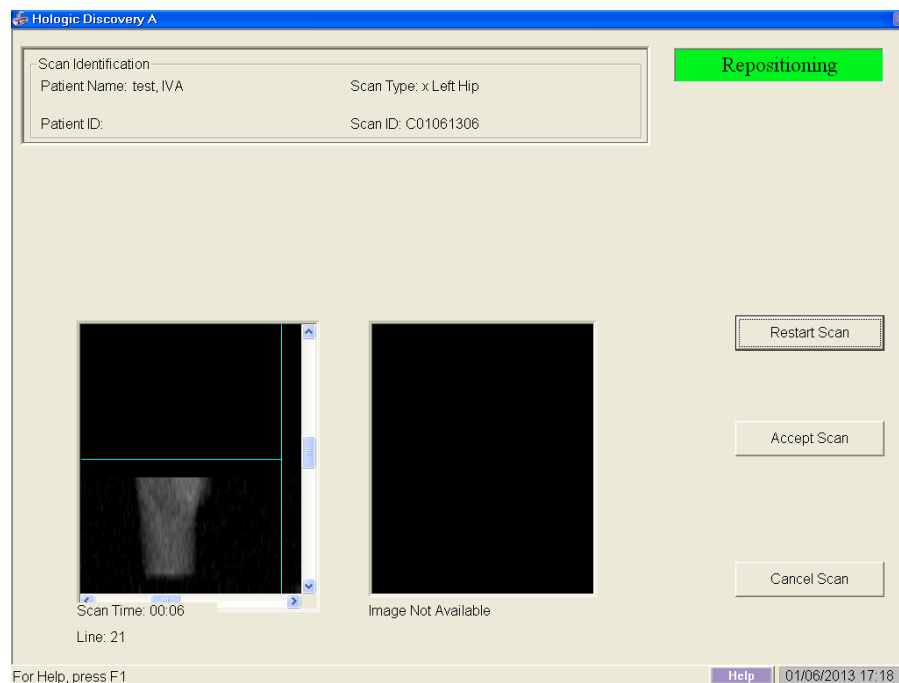 Hologic Discovery A
Scan Identification
Repositioning
Patient Name: test, IVA
Scan Type: x Left Hip
Patient ID:
Scan ID: C01061306
Restart Scan
Accept Scan
Cancel Scan
Scan Time: 00:06
Image Not Available
Line: 21
For Help, press F1
Help
01/06/2013 17:18